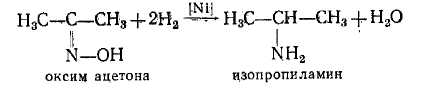 [Ni]
H₃C—C—CH₃+2H₂ ⇄ H₃C—CH—CH₃+H₂O
N—OH NH₂
оксим ацетона изопропиламин